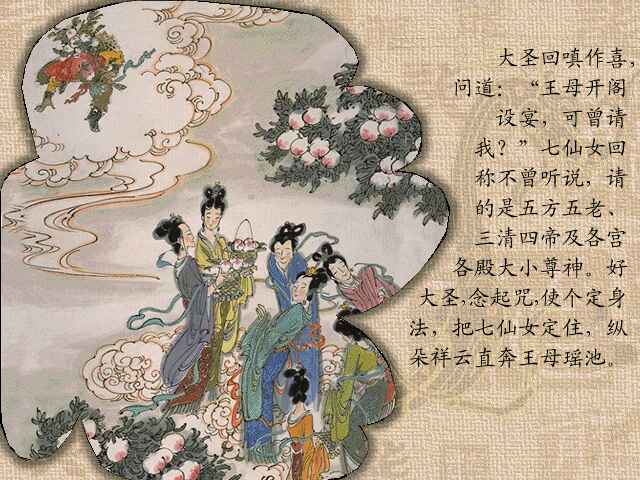 大圣回嗔作喜，
问道：“王母开阁
设宴，可曾请
我？”七仙女回
称不曾听说，请
的是五方五老、
三清四帝及各宫
各殿大小尊神。好
大圣,念起咒,使个定身
法，把七仙女定住，纵
朵祥云直奔王母瑶池。